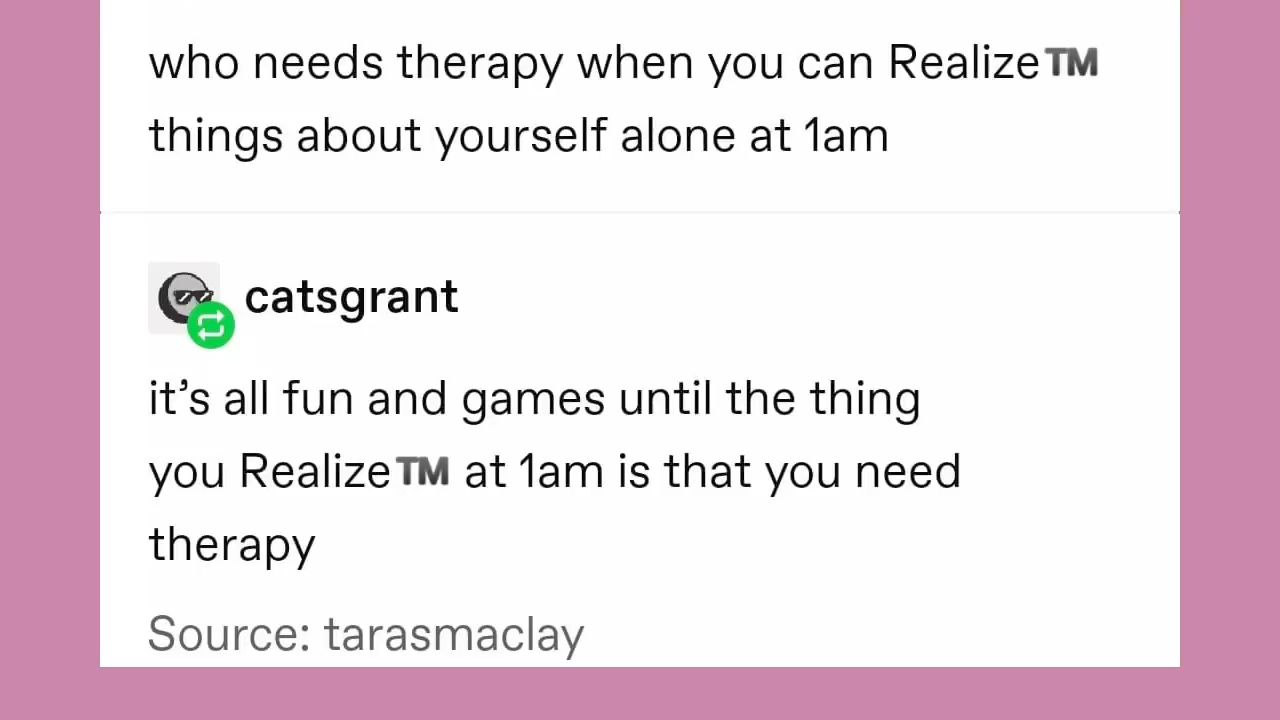 who needs therapy when you can Realize™️
things about yourself alone at 1am
catsgrant
it’s all fun and games until the thing
you Realize™️ at 1am is that you need
therapy
Source: tarasmaclay